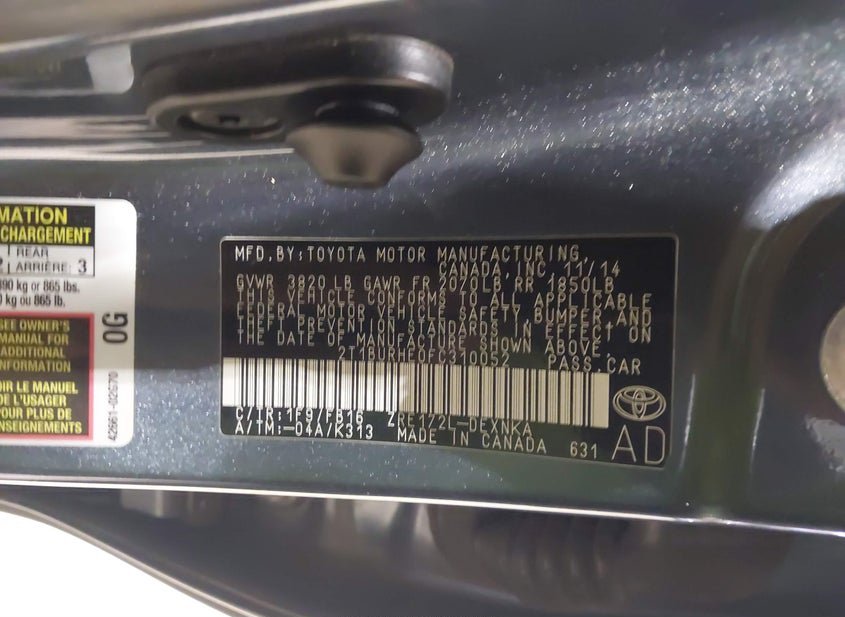 MATION
CHARGEMENT
REAR
ARRIÈRE: 3
390 kg or 865 lbs.
0 kg ou 865 lb.
SEE OWNER'S
MANUAL FOR
ADDITIONAL
INFORMATION
OIR LE MANUEL
DE L'USAGER
ENSEIGNEMENTS
0G
42661-02G70
MFD. BY: TOYOTA MOTOR MANUFACTURING,
CANADA, INC. 11/14
GVWR 3820 LB GAWR FR 2020LB RR 1850LB
THIS VEHICLE CONFORMS TO ALL APPLICABLE
FEDERAL MOTOR VEHICLE SAFETY, BUMPER AND
THEFT PREVENTION STANDARDS IN EFFECT ON
THE DATE OF MANUFACTURE SHOWN ABOVE.
2T1BURHE0FC310052 PASS.CAR
C/TR:1F9/FB16 ZRE172L-DEXNKA
A/TM:-04A/K313 MADE IN CANADA 631
AD